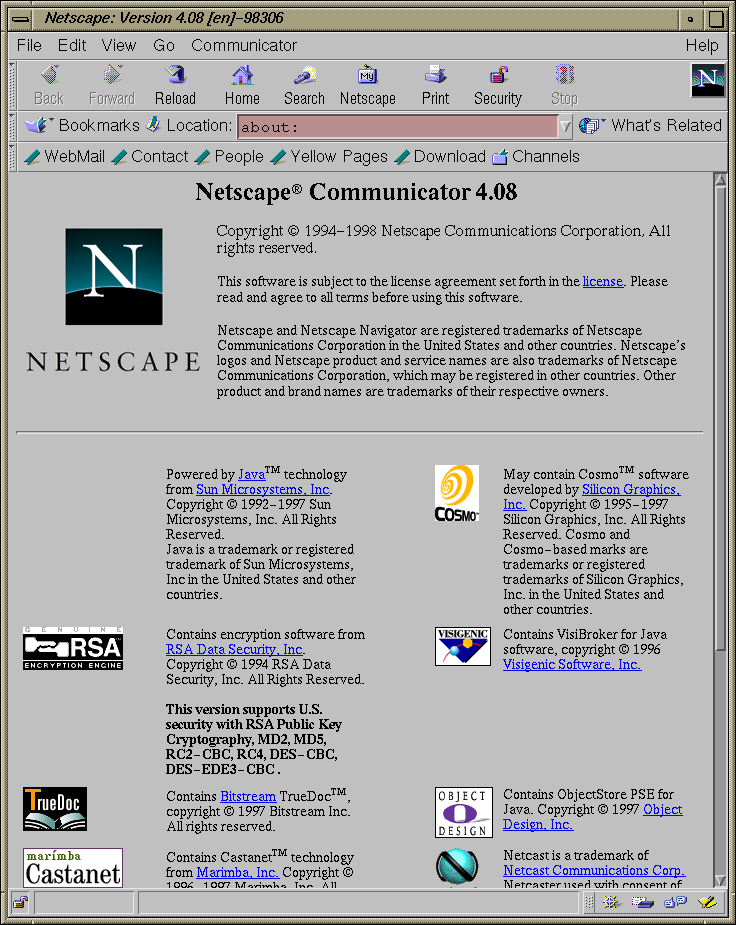 Netscape: Version 4.08 [en]-98306
File Edit View Go Communicator Help
Back Forward Reload Home Search Netscape Print Security Stop
My
N
Bookmarks Location: about: What's Related
WebMail Contact People Yellow Pages Download Channels
Netscape® Communicator 4.08
N
NETSCAPE
Copyright © 1994-1998 Netscape Communications Corporation, All
rights reserved.
This software is subject to the license agreement set forth in the license. Please
read and agree to all terms before using this software.
Netscape and Netscape Navigator are registered trademarks of Netscape
Communications Corporation in the United States and other countries. Netscape's
logos and Netscape product and service names are also trademarks of Netscape
Communications Corporation, which may be registered in other countries. Other
product and brand names are trademarks of their respective owners.
Powered by Java™ technology
from Sun Microsystems, Inc.
Copyright © 1992-1997 Sun
Microsystems, Inc. All Rights
Reserved.
Java is a trademark or registered
trademark of Sun Microsystems,
Inc in the United States and other
countries.
COSMO™
May contain Cosmo™ software
developed by Silicon Graphics,
Inc. Copyright © 1995-1997
Silicon Graphics, Inc. All Rights
Reserved. Cosmo and
Cosmo-based marks are
trademarks or registered
trademarks of Silicon Graphics,
Inc. in the United States and
other countries.
GENUINE
RSA
ENCRYPTION ENGINE
Contains encryption software from
RSA Data Security, Inc.
Copyright © 1994 RSA Data
Security, Inc. All Rights Reserved.
This version supports U.S.
security with RSA Public Key
Cryptography, MD2, MD5,
RC2-CBC, RC4, DES-CBC,
DES-EDE3-CBC .
VISIGENIC
Contains VisiBroker for Java
software, copyright © 1996
Visigenic Software, Inc.
TrueDoc
Contains Bitstream TrueDoc™,
copyright © 1997 Bitstream Inc.
All rights reserved.
OBJECT
DESIGN
Contains ObjectStore PSE for
Java. Copyright © 1997 Object
Design, Inc.
marimba
Castanet
Contains Castanet™ technology
from Marimba, Inc. Copyright ©
1996-1997 Marimba, Inc. All
N
Netcast is a trademark of
Netcast Communications Corp.
Netcaster used with consent of